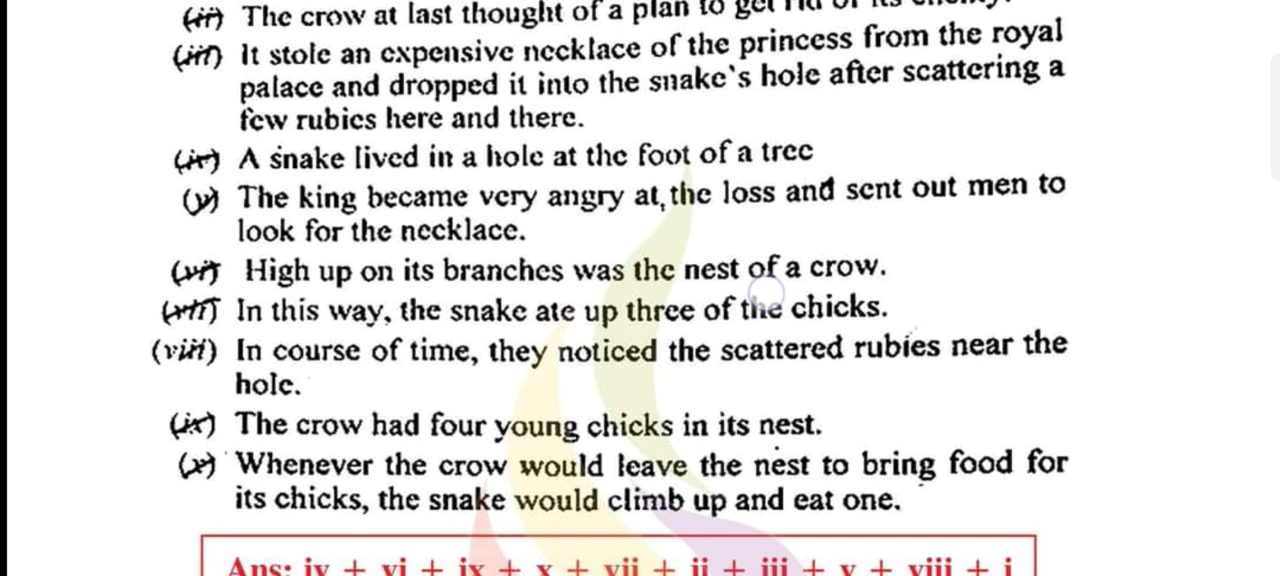 (ii) The crow at last thought of a plan to get rid of its enemy.
(iii) It stole an expensive necklace of the princess from the royal
palace and dropped it into the snake's hole after scattering a
few rubies here and there.
(iv) A snake lived in a hole at the foot of a tree
(v) The king became very angry at the loss and sent out men to
look for the necklace.
(vi) High up on its branches was the nest of a crow.
(vii) In this way, the snake ate up three of the chicks.
(viii) In course of time, they noticed the scattered rubies near the
hole.
(ix) The crow had four young chicks in its nest.
(x) Whenever the crow would leave the nest to bring food for
its chicks, the snake would climb up and eat one.
Ans: iv + vi + ix + x + vii + ii + iii + v + viii + i